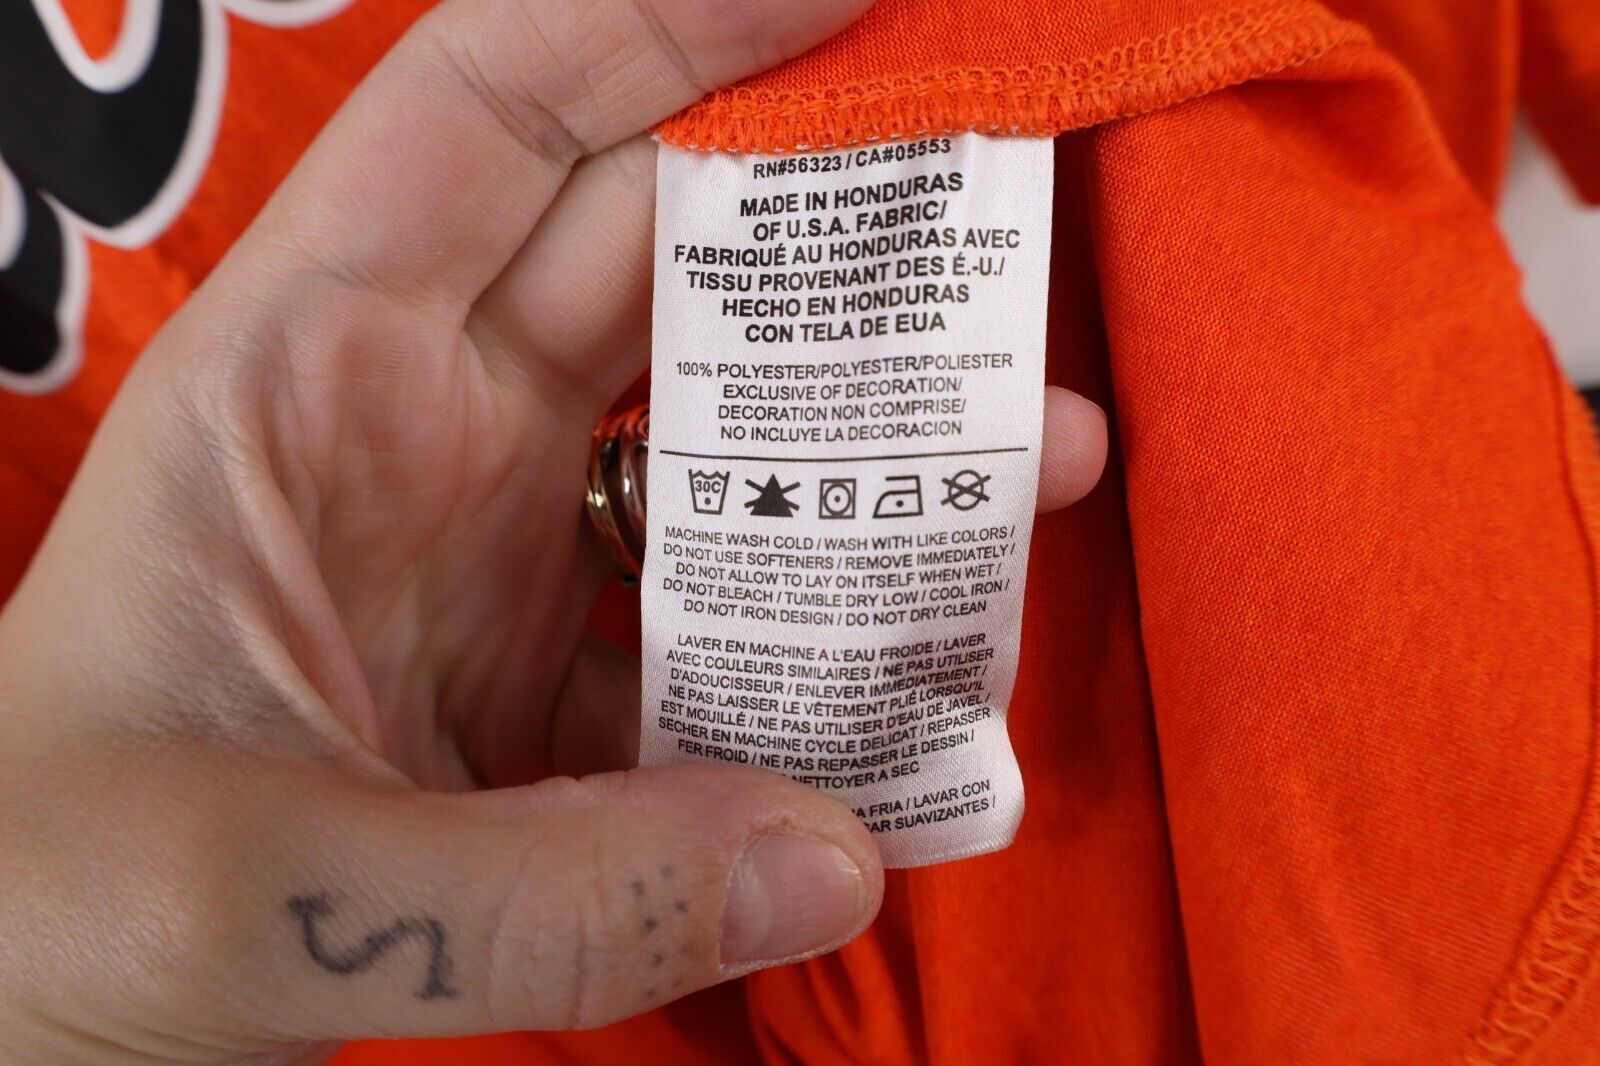 RN#56323 / CA#05553
MADE IN HONDURAS
OF U.S.A. FABRIC/
FABRIQUÉ AU HONDURAS AVEC
TISSU PROVENANT DES É.-U./
HECHO EN HONDURAS
CON TELA DE EUA
100% POLYESTER/POLYESTER/POLIESTER
EXCLUSIVE OF DECORATION/
DECORATION NON COMPRISE/
NO INCLUYE LA DECORACION
30C
MACHINE WASH COLD / WASH WITH LIKE COLORS /
DO NOT USE SOFTENERS / REMOVE IMMEDIATELY /
DO NOT ALLOW TO LAY ON ITSELF WHEN WET /
DO NOT BLEACH / TUMBLE DRY LOW / COOL IRON /
DO NOT IRON DESIGN / DO NOT DRY CLEAN
LAVER EN MACHINE A L'EAU FROIDE / LAVER
AVEC COULEURS SIMILAIRES / NE PAS UTILISER
D'ADOUCISSEUR / ENLEVER IMMEDIATEMENT /
NE PAS LAISSER LE VÊTEMENT PLIÉ LORSQU'IL
EST MOUILLÉ / NE PAS UTILISER D'EAU DE JAVEL /
SECHER EN MACHINE CYCLE DELICAT / REPASSER
FER FROID / NE PAS REPASSER LE DESSIN /
NETTOYER A SEC
FRIA / LAVAR CON
SUAVIZANTES /